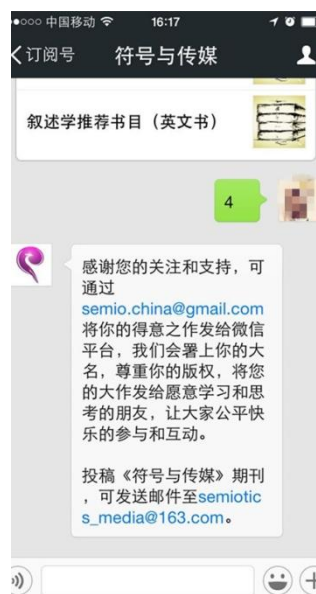 中国移动 16:17
订阅号 符号与传媒
叙述学推荐书目（英文书）
4
感谢您的关注和支持，可
通过
semio.china@gmail.com
将你的得意之作发给微信
平台，我们会署上你的大
名，尊重你的版权，将您
的大作发给愿意学习和思
考的朋友，让大家公平快
乐的参与和互动。
投稿《符号与传媒》期刊
，可发送邮件至semiotic
s_media@163.com。